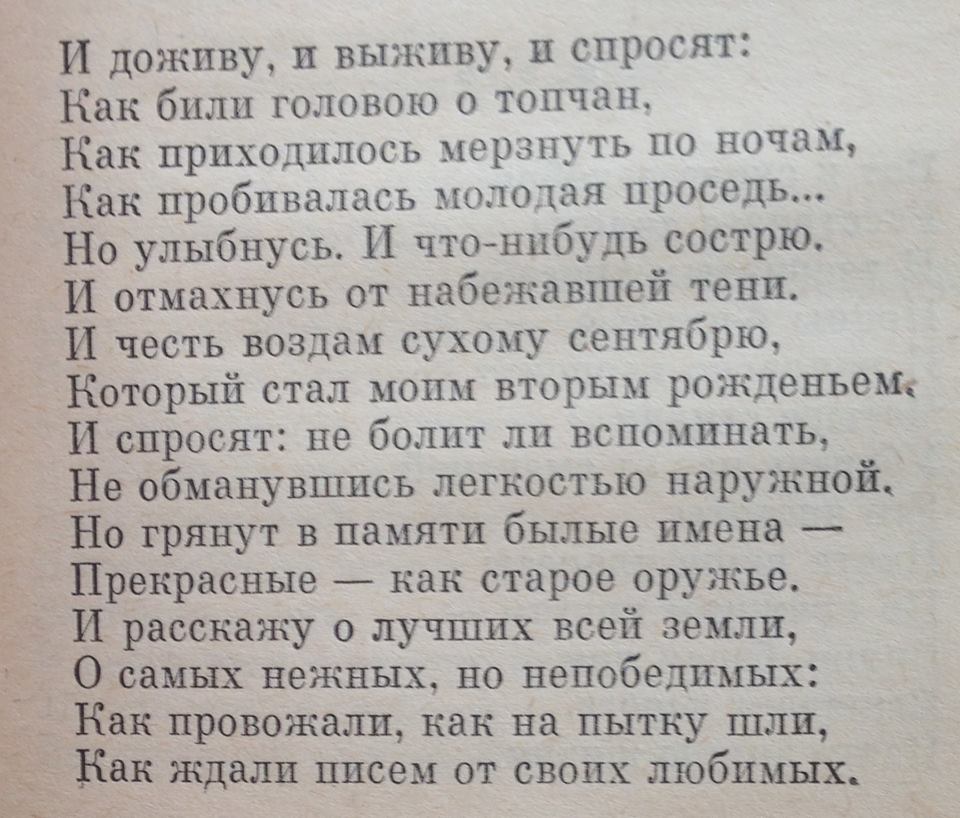 И доживу, и выживу, и спросят:
Как били головою о топчан,
Как приходилось мерзнуть по ночам,
Как пробивалась молодая проседь...
Но улыбнусь. И что-нибудь сострю.
И отмахнусь от набежавшей тени.
И честь воздам сухому сентябрю,
Который стал моим вторым рожденьем.
И спросят: не болит ли вспоминать,
Не обманувшись легкостью наружной.
Но грянут в памяти былые имена —
Прекрасные — как старое оружье.
И расскажу о лучших всей земли,
О самых нежных, но непобедимых:
Как провожали, как на пытку шли,
Как ждали писем от своих любимых.